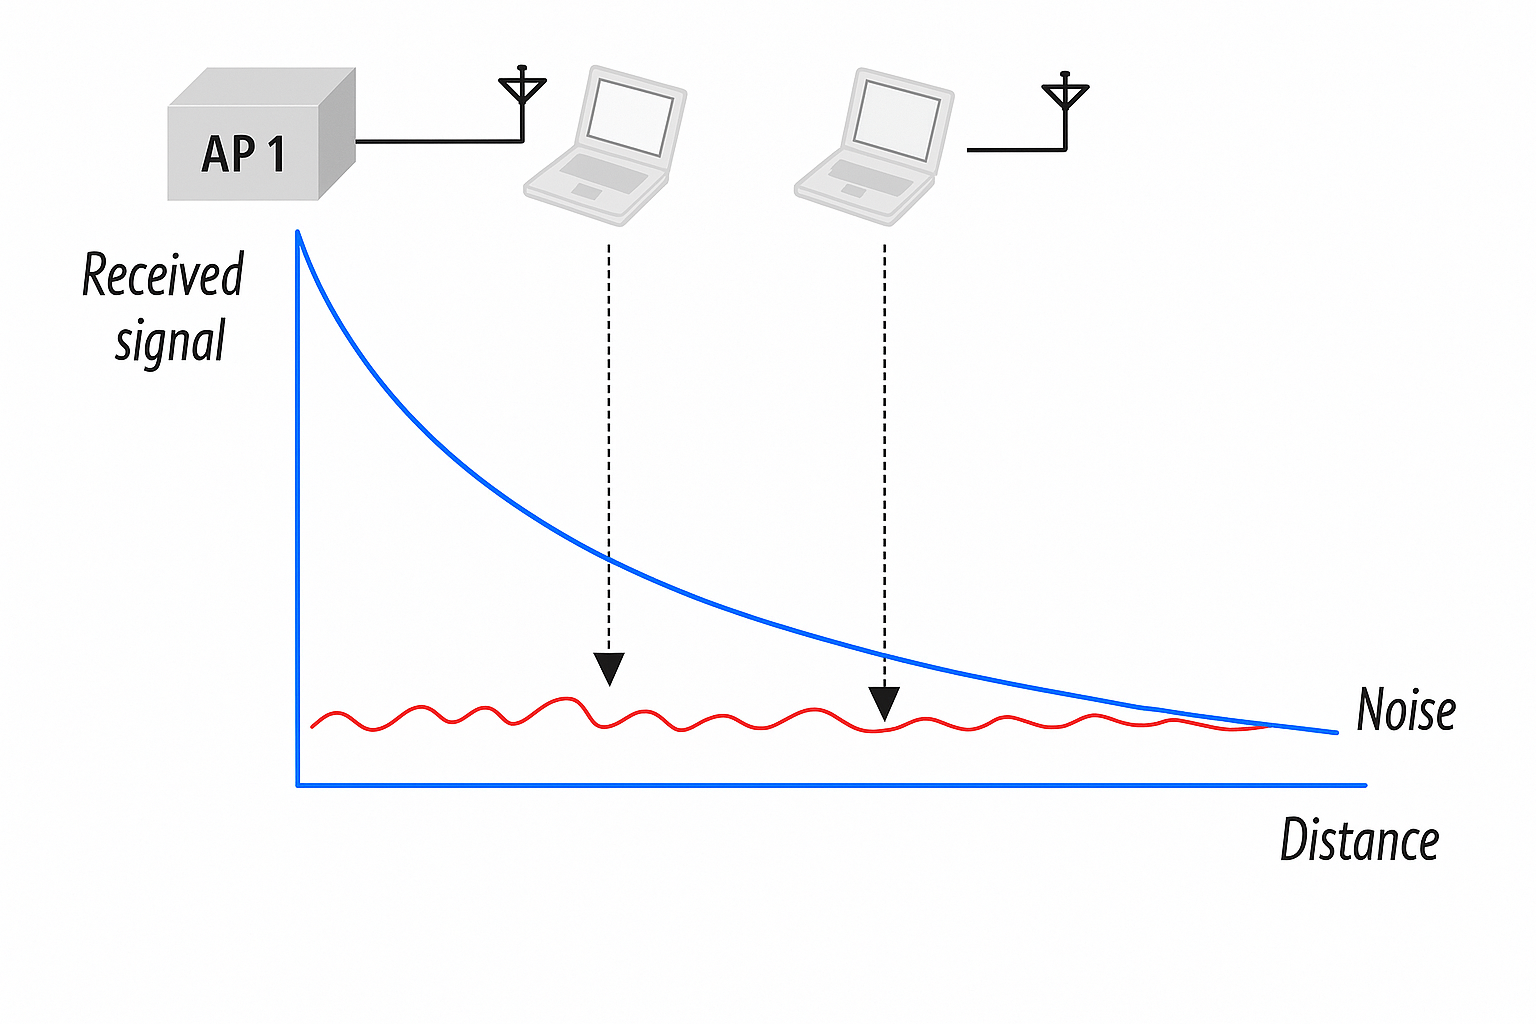 AP 1
Received
signal
Noise
Distance